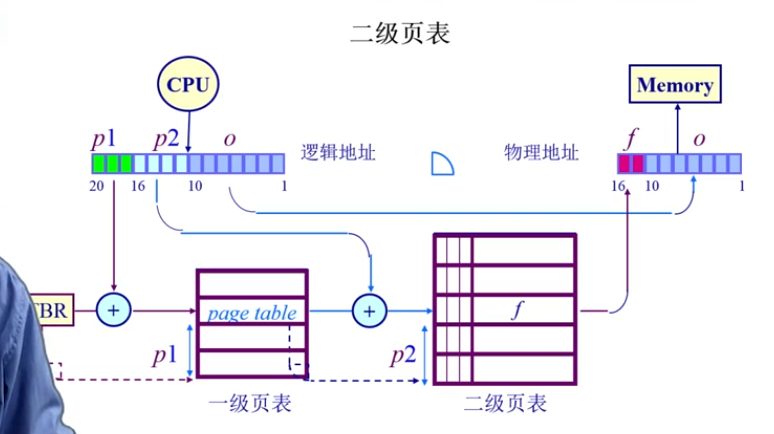 二级页表
CPU
Memory
p1 p2 o
逻辑地址
物理地址
f o
20 16 10 1
16 10 1
TBR
+
page table
+
f
p1
p2
一级页表
二级页表